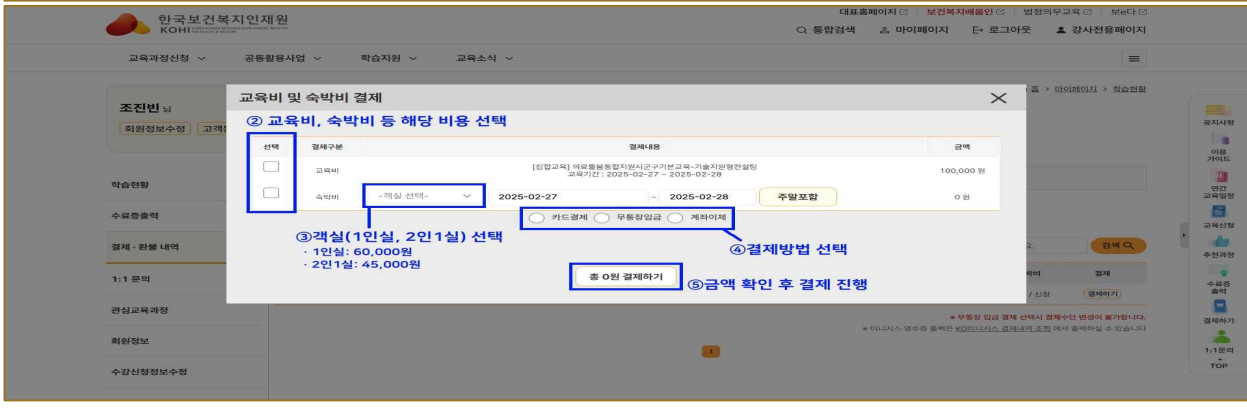 대표홈페이지 보건복지배움인 법정의무교육 보e다
한국보건복지인재원
KOHI
통합검색 마이페이지 로그아웃 강사전용페이지
교육과정신청 공동활용사업 학습지원 교육소식
홈 > 마이페이지 > 학습현황
조진빈 님
회원정보수정
학습현황
수료증출력
결제 · 환불 내역
1:1 문의
관심교육과정
회원정보
수강신청정보수정
교육비 및 숙박비 결제
② 교육비, 숙박비 등 해당 비용 선택
선택 결제구분 결제내용 금액
교육비 [집합교육] 의료돌봄통합지원시군구기본교육-기술지원형컨설팅 100,000 원
교육기간 : 2025-02-27 ~ 2025-02-28
숙박비 -객실 선택- 2025-02-27 ~ 2025-02-28 주말포함 0 원
카드결제 무통장입금 계좌이체
③객실(1인실, 2인1실) 선택
· 1인실: 60,000원
· 2인1실: 45,000원
④결제방법 선택
총 0원 결제하기
⑤금액 확인 후 결제 진행
검색
결제
/ 신청 결제하기
※ 무통장 입금 결제 선택시 결제수단 변경이 불가합니다.
※ 이니시스 영수증 출력은 KG이니시스 결제내역 조회 에서 출력하실 수 있습니다
1
공지사항
이용
가이드
연간
교육일정
교육신청
추천과정
수료증
출력
결제하기
1:1문의
TOP